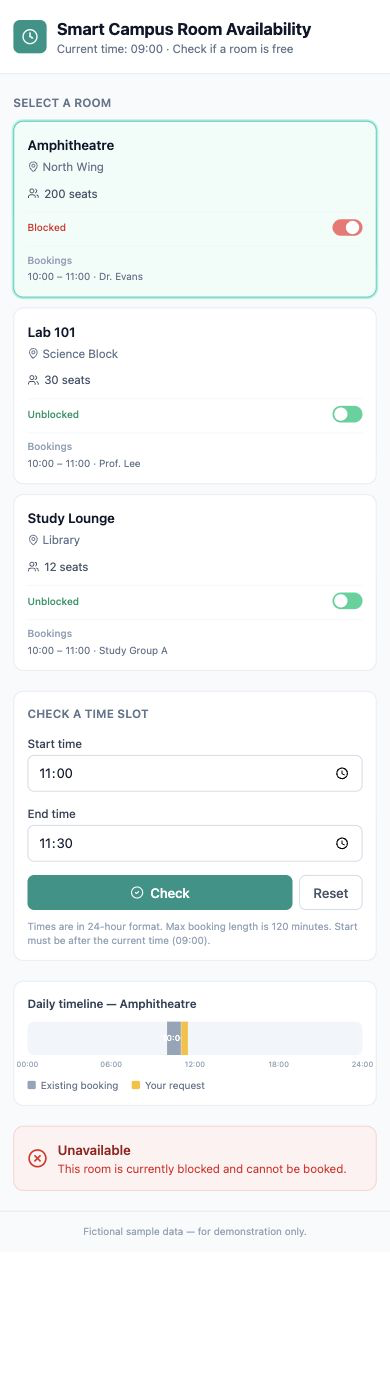 Smart Campus Room Availability
Current time: 09:00 · Check if a room is free
SELECT A ROOM
Amphitheatre
North Wing
200 seats
Blocked
Bookings
10:00 – 11:00 · Dr. Evans
Lab 101
Science Block
30 seats
Unblocked
Bookings
10:00 – 11:00 · Prof. Lee
Study Lounge
Library
12 seats
Unblocked
Bookings
10:00 – 11:00 · Study Group A
CHECK A TIME SLOT
Start time
11:00
End time
11:30
Check Reset
Times are in 24-hour format. Max booking length is 120 minutes. Start
must be after the current time (09:00).
Daily timeline — Amphitheatre
00:00 06:00 12:00 18:00 24:00
Existing booking Your request
Unavailable
This room is currently blocked and cannot be booked.
Fictional sample data — for demonstration only.